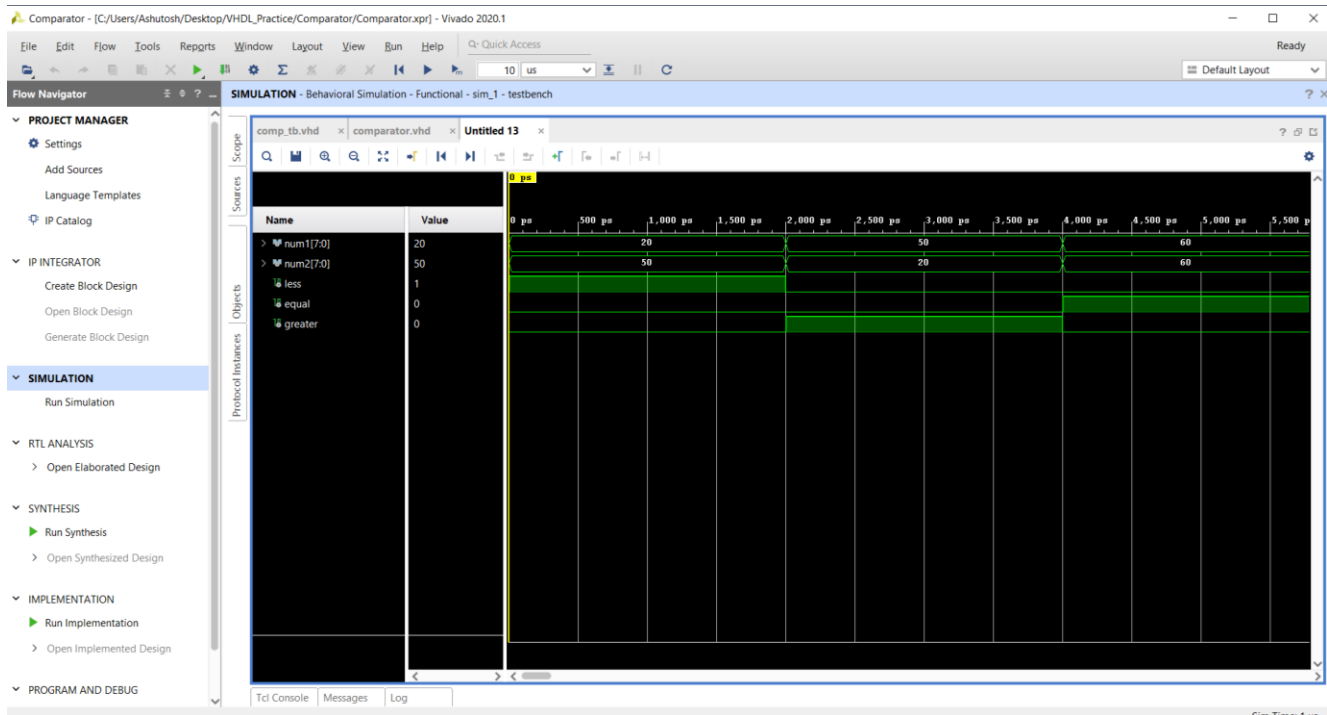 Comparator - [C:/Users/Ashutosh/Desktop/VHDL_Practice/Comparator/Comparator.xpr] - Vivado 2020.1
File Edit Flow Tools Reports Window Layout View Run Help Quick Access Ready
10 us Default Layout
Flow Navigator
SIMULATION - Behavioral Simulation - Functional - sim_1 - testbench
PROJECT MANAGER
Settings
Add Sources
Language Templates
IP Catalog
IP INTEGRATOR
Create Block Design
Open Block Design
Generate Block Design
SIMULATION
Run Simulation
RTL ANALYSIS
Open Elaborated Design
SYNTHESIS
Run Synthesis
Open Synthesized Design
IMPLEMENTATION
Run Implementation
Open Implemented Design
PROGRAM AND DEBUG
Scope
Sources
Objects
Protocol Instances
comp_tb.vhd comparator.vhd Untitled 13
0 ps
Name Value 0 ps 500 ps 1,000 ps 1,500 ps 2,000 ps 2,500 ps 3,000 ps 3,500 ps 4,000 ps 4,500 ps 5,000 ps 5,500 p
num1[7:0] 20 20 50 60
num2[7:0] 50 50 20 60
less 1
equal 0
greater 0
Tcl Console Messages Log